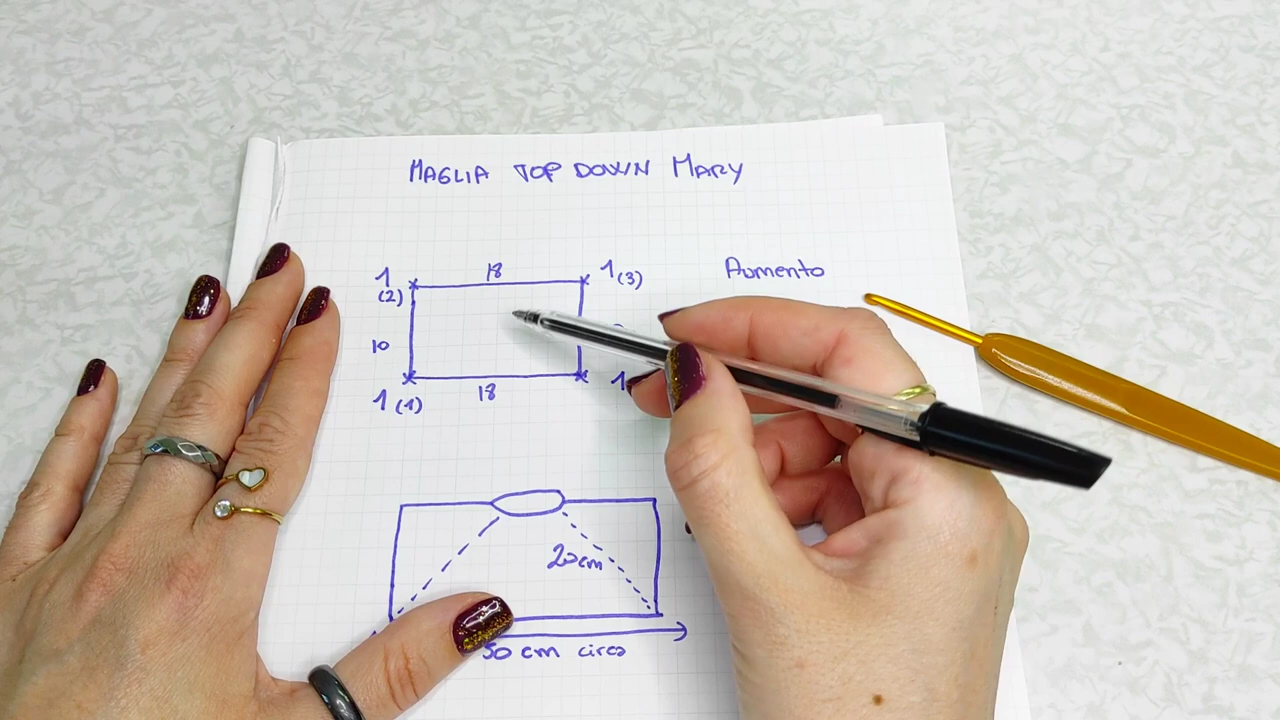 MAGLIA TOP DOWN MARY
18
1 (2)
1 (3)
Aumento
10
1 (1)
18
1
20cm
50 cm circa